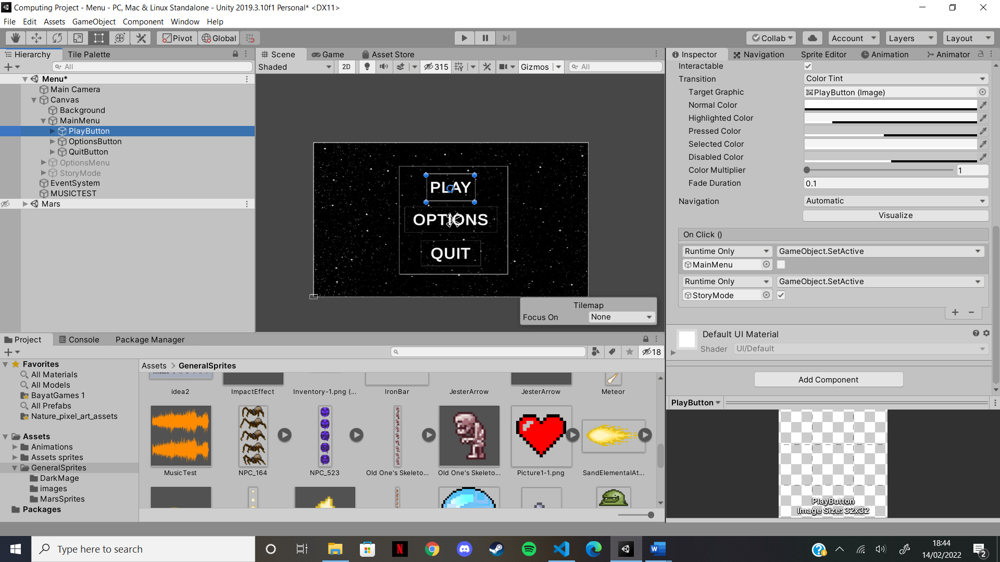 Computing Project - Menu - PC, Mac & Linux Standalone - Unity 2019.3.10f1 Personal* <DX11>
File Edit Assets GameObject Component Window Help
Pivot Global Collab Account Layers Layout
Hierarchy Tile Palette
All
Menu*
Main Camera
Canvas
Background
MainMenu
PlayButton
OptionsButton
QuitButton
OptionsMenu
StoryMode
EventSystem
MUSICTEST
Mars
Scene Game Asset Store
Shaded 2D 315 Gizmos All
PLAY
OPTIONS
QUIT
Tilemap
Focus On None
Inspector Navigation Sprite Editor Animation Animator
Interactable
Transition Color Tint
Target Graphic PlayButton (Image)
Normal Color
Highlighted Color
Pressed Color
Selected Color
Disabled Color
Color Multiplier 1
Fade Duration 0.1
Navigation Automatic
Visualize
On Click ()
Runtime Only GameObject.SetActive
MainMenu
Runtime Only GameObject.SetActive
StoryMode
Default UI Material
Shader UI/Default
Add Component
PlayButton
PlayButton
Image Size: 32x32
Project Console Package Manager
18
Favorites
All Materials
All Models
BayatGames 1
All Prefabs
Nature_pixel_art_assets
Assets
Animations
Assets sprites
GeneralSprites
DarkMage
images
MarsSprites
Packages
Assets > GeneralSprites
idea2 ImpactEffect Inventory-1.png (... IronBar JesterArrow JesterArrow Meteor
MusicTest NPC_164 NPC_523 Old One's Skeleto... Old One's Skeleto... Picture1-1.png SandElementalAt...
Type here to search
18:44
14/02/2022
2